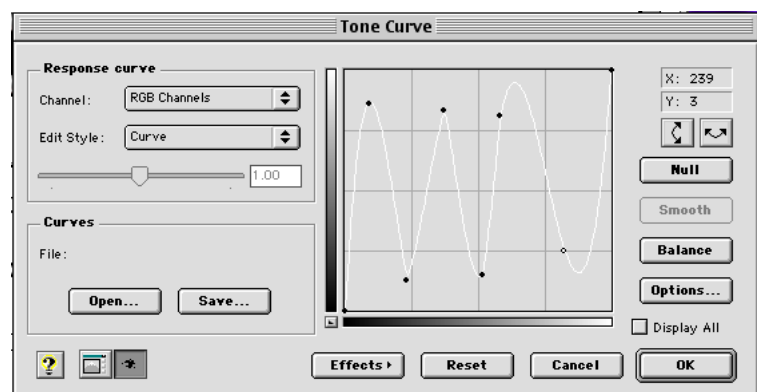 Tone Curve
Response curve
Channel: RGB Channels
Edit Style: Curve
1.00
Curves
File:
Open... Save...
X: 239
Y: 3
Null
Smooth
Balance
Options...
Display All
? Effects Reset Cancel OK